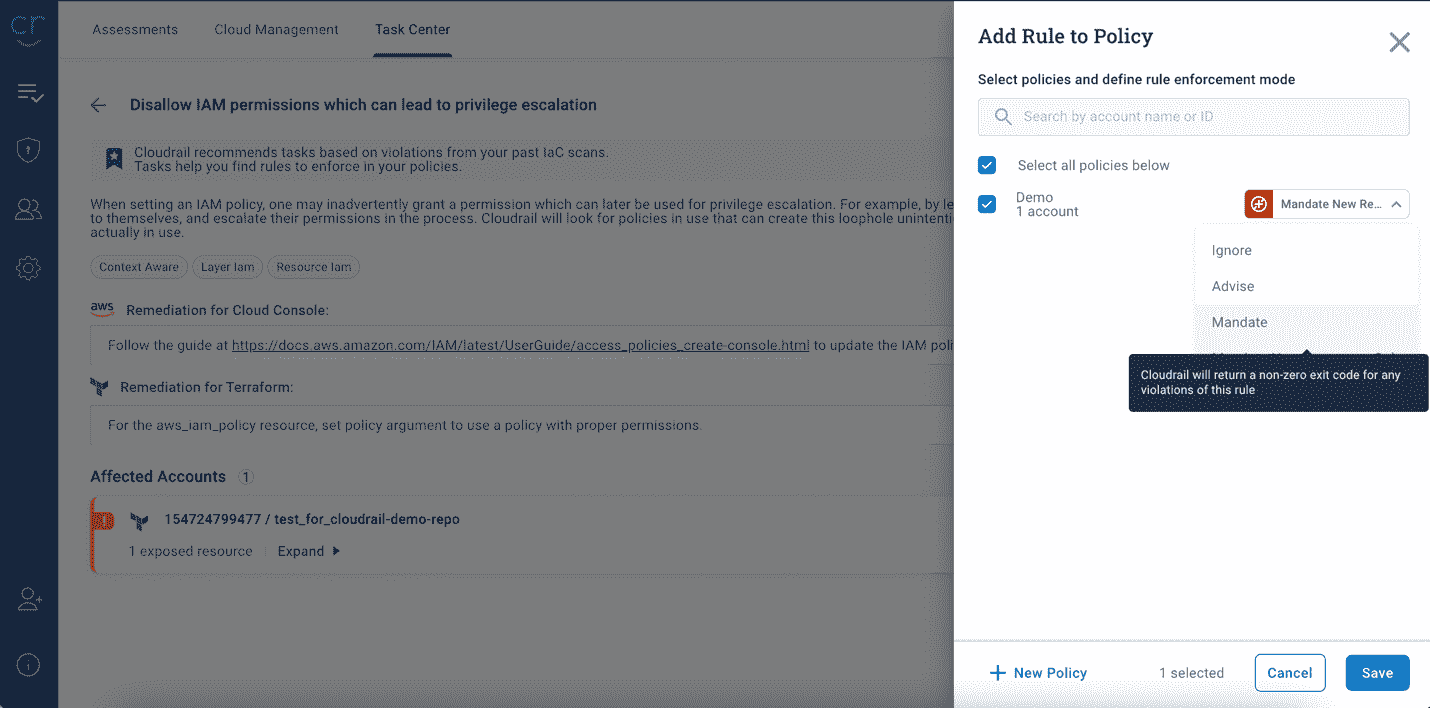 cr
Assessments
Cloud Management
Task Center
Disallow IAM permissions which can lead to privilege escalation
Cloudrail recommends tasks based on violations from your past IaC scans.
Tasks help you find rules to enforce in your policies.
When setting an IAM policy, one may inadvertently grant a permission which can later be used for privilege escalation. For example, by le
to themselves, and escalate their permissions in the process. Cloudrail will look for policies in use that can create this loophole unintenti
actually in use.
Context Aware
Layer Iam
Resource Iam
aws
Remediation for Cloud Console:
Follow the guide at https://docs.aws.amazon.com/IAM/latest/UserGuide/access_policies_create-console.html to update the IAM poli
Remediation for Terraform:
For the aws_iam_policy resource, set policy argument to use a policy with proper permissions.
Affected Accounts 1
154724799477 / test_for_cloudrail-demo-repo
1 exposed resource
Expand
Add Rule to Policy
Select policies and define rule enforcement mode
Search by account name or ID
Select all policies below
Demo
1 account
Mandate New Re...
Ignore
Advise
Mandate
Cloudrail will return a non-zero exit code for any
violations of this rule
New Policy
1 selected
Cancel
Save